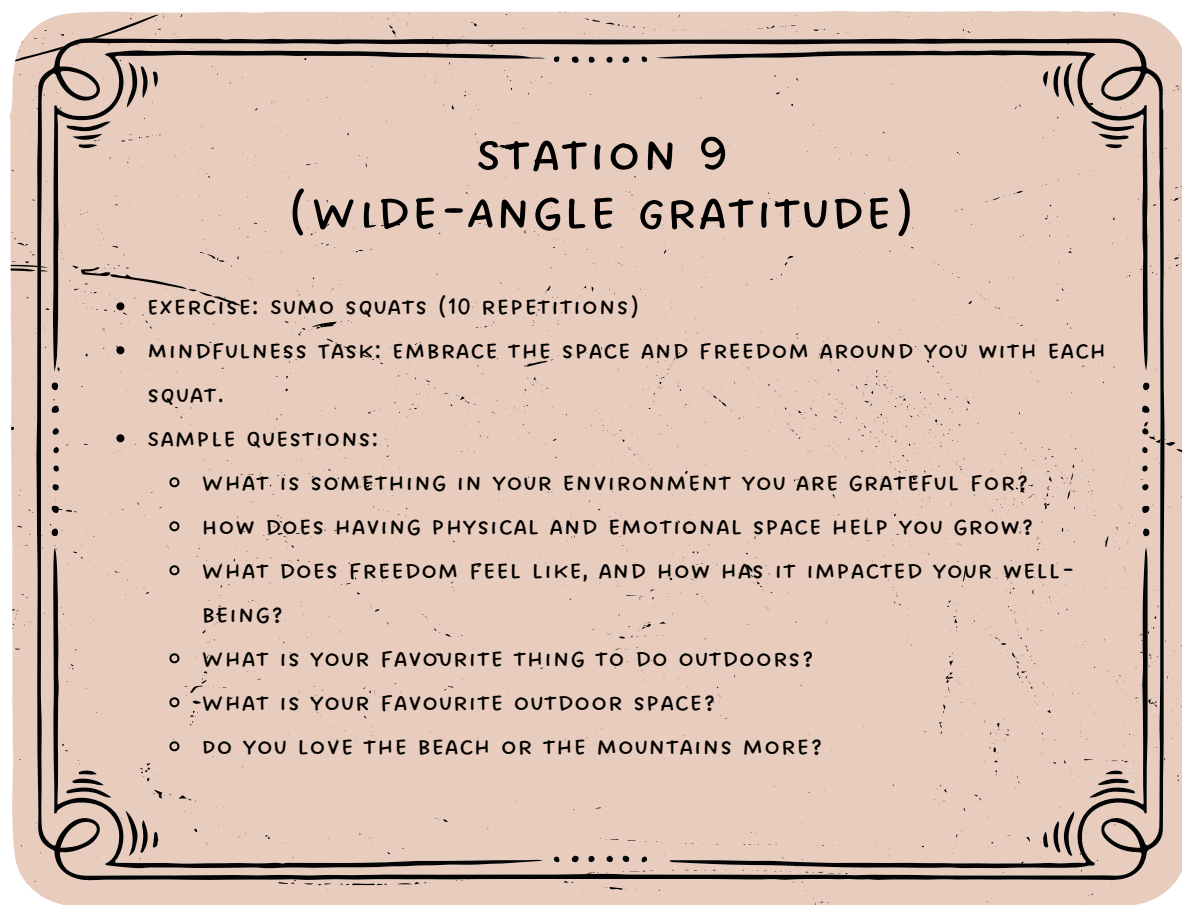 STATION 9
(WIDE-ANGLE GRATITUDE)
• EXERCISE: SUMO SQUATS (10 REPETITIONS)
• MINDFULNESS TASK: EMBRACE THE SPACE AND FREEDOM AROUND YOU WITH EACH
SQUAT.
• SAMPLE QUESTIONS:
◦ WHAT IS SOMETHING IN YOUR ENVIRONMENT YOU ARE GRATEFUL FOR?
◦ HOW DOES HAVING PHYSICAL AND EMOTIONAL SPACE HELP YOU GROW?
◦ WHAT DOES FREEDOM FEEL LIKE, AND HOW HAS IT IMPACTED YOUR WELL-
BEING?
◦ WHAT IS YOUR FAVOURITE THING TO DO OUTDOORS?
◦ WHAT IS YOUR FAVOURITE OUTDOOR SPACE?
◦ DO YOU LOVE THE BEACH OR THE MOUNTAINS MORE?